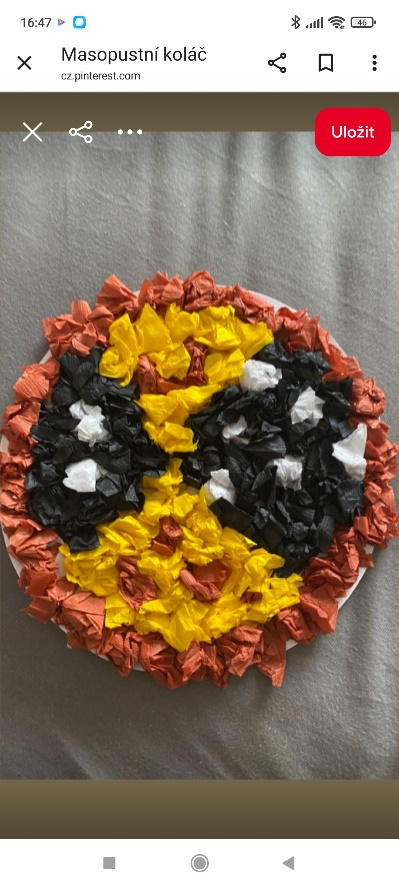 16:47
46
Masopustní koláč
cz.pinterest.com
Uložit